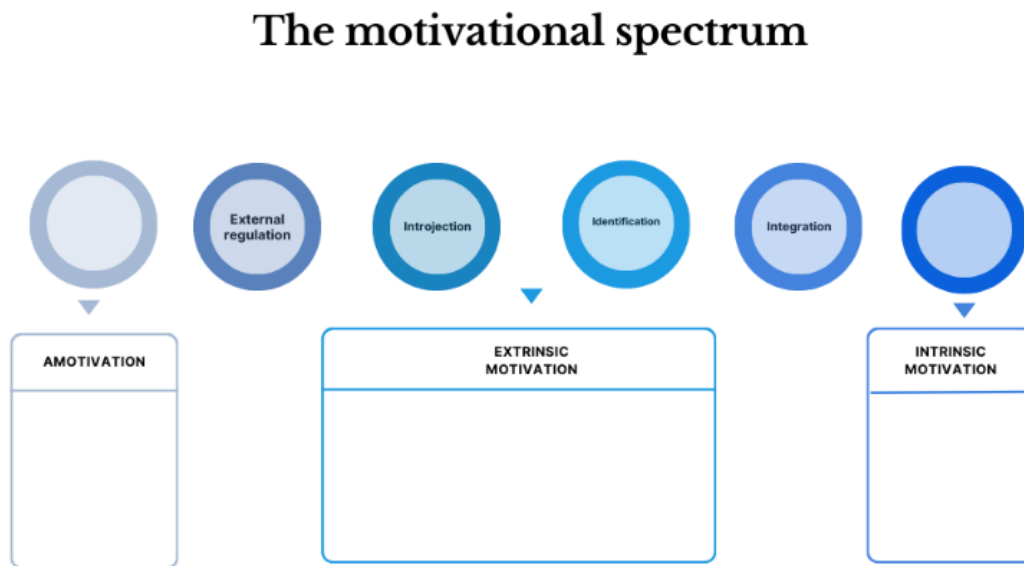 The motivational spectrum
External
regulation
Introjection
Identification
Integration
AMOTIVATION
EXTRINSIC
MOTIVATION
INTRINSIC
MOTIVATION